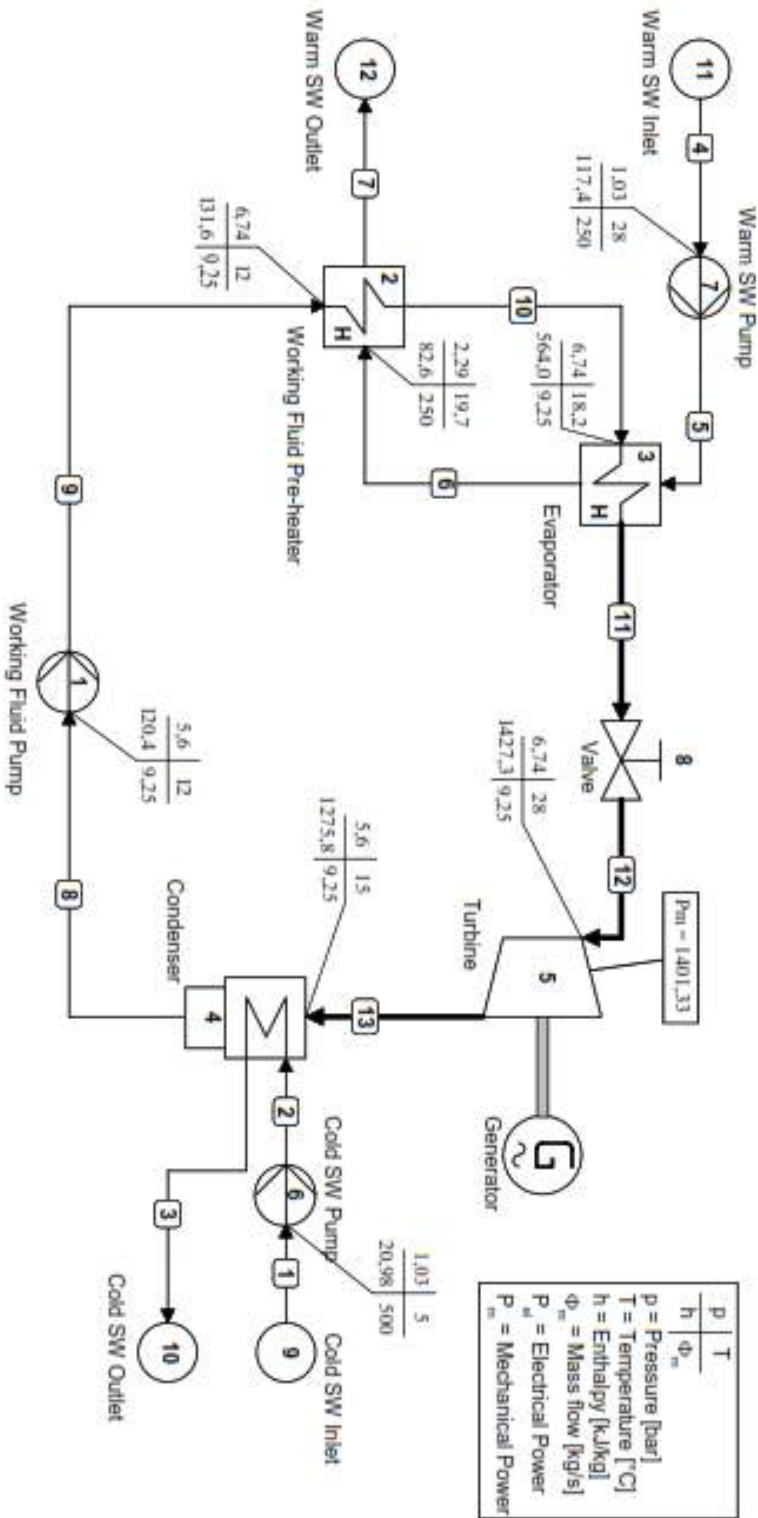 Warm SW Inlet
11
4
1,03 28
117,4 250
Warm SW Pump
7
5
Warm SW Outlet
12
7
6,74 12
131,6 9,25
2
H
Working Fluid Pre-heater
10
2,29 19,7
82,6 250
6,74 18,2
564,0 9,25
3
H
Evaporator
6
9
11
8
Valve
12
6,74 28
1427,3 9,25
Pm = 1401,33
5
Turbine
G
~
Generator
13
5,6 15
1275,8 9,25
Working Fluid Pump
1
5,6 12
120,4 9,25
8
Condenser
4
2
Cold SW Pump
6
1,03 5
20,98 500
1
9
Cold SW Inlet
3
10
Cold SW Outlet
p T
h Φm
p = Pressure [bar]
T = Temperature [°C]
h = Enthalpy [kJ/kg]
Φm = Mass flow [kg/s]
Pel = Electrical Power
Pm = Mechanical Power